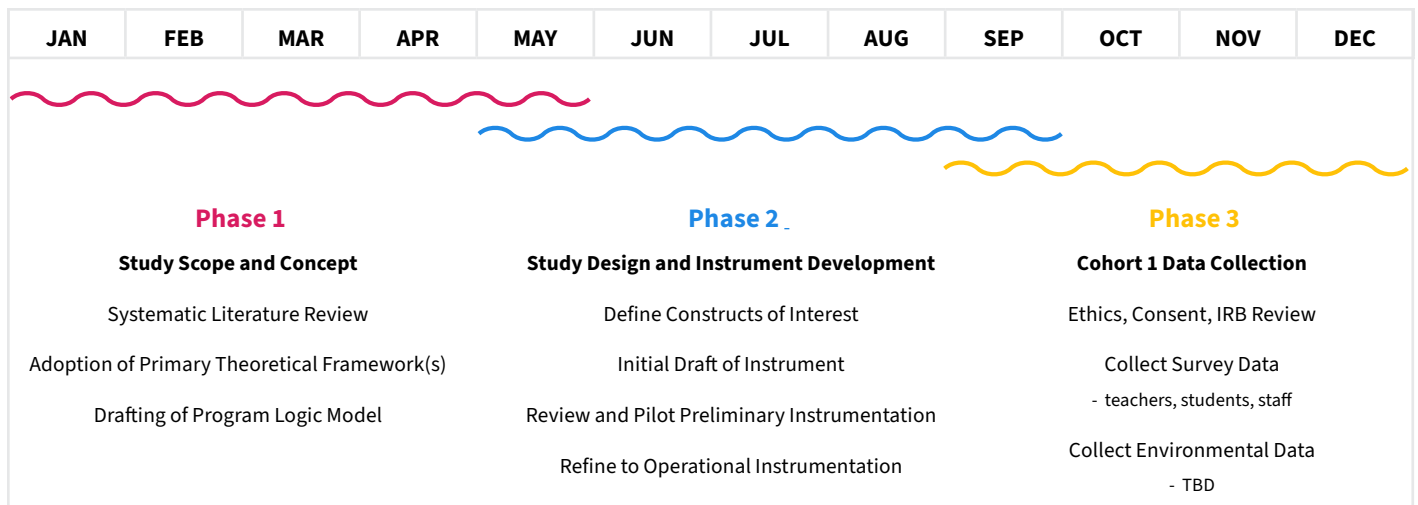 JAN FEB MAR APR MAY JUN JUL AUG SEP OCT NOV DEC
Phase 1
Study Scope and Concept
Systematic Literature Review
Adoption of Primary Theoretical Framework(s)
Drafting of Program Logic Model
Phase 2
Study Design and Instrument Development
Define Constructs of Interest
Initial Draft of Instrument
Review and Pilot Preliminary Instrumentation
Refine to Operational Instrumentation
Phase 3
Cohort 1 Data Collection
Ethics, Consent, IRB Review
Collect Survey Data
- teachers, students, staff
Collect Environmental Data
- TBD